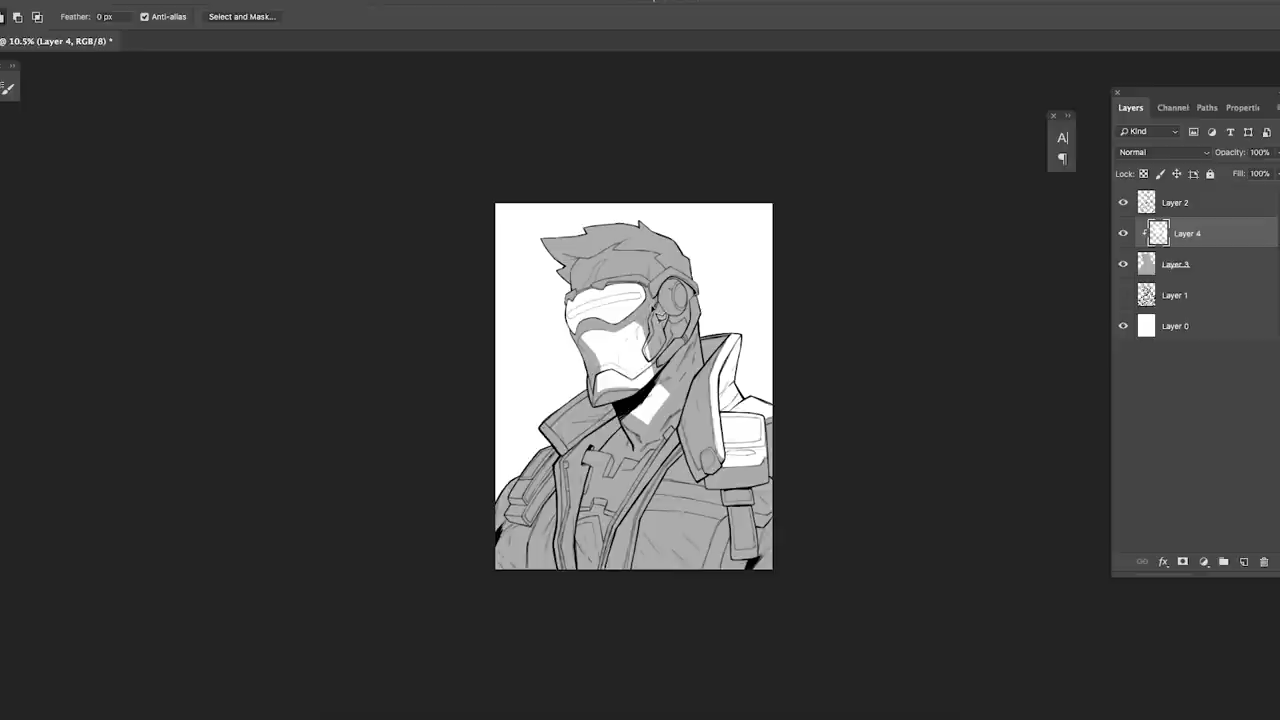 Feather: 0 px Anti-alias Select and Mask...
@ 10.5% (Layer 4, RGB/8) *
Layers Channel Paths Properti
Kind
Normal Opacity: 100%
Lock: Fill: 100%
Layer 2
Layer 4
Layer 3
Layer 1
Layer 0
A|
fx